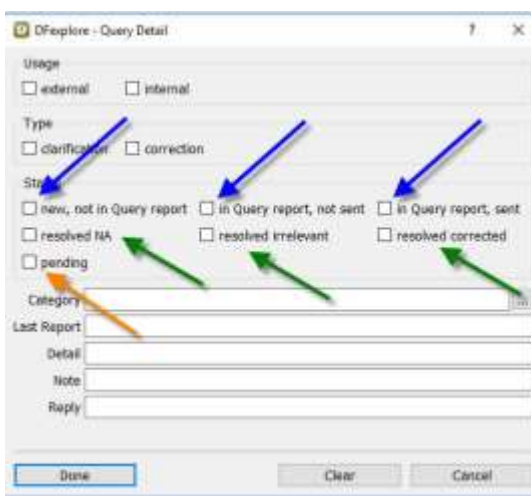 DFexplore - Query Detail ? ×
Usage
external internal
Type
clarification correction
new, not in Query report in Query report, not sent in Query report, sent
resolved NA resolved irrelevant resolved corrected
pending
Category ...
Last Report
Detail
Note
Reply
Done Clear Cancel